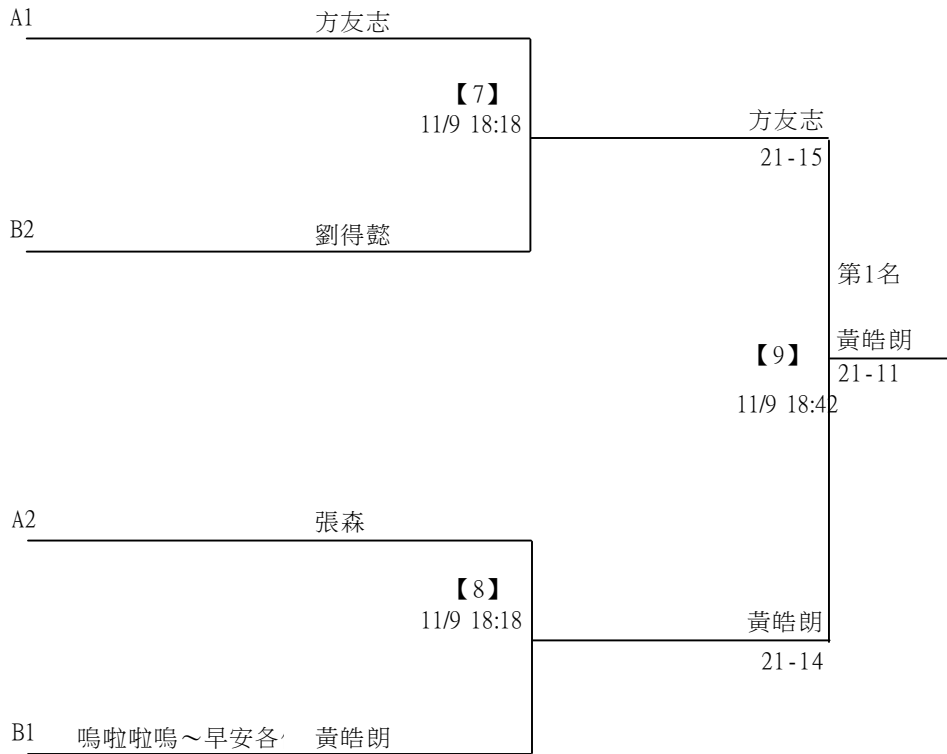 A1 方友志
【7】
11/9 18:18
方友志
21-15
B2 劉得懿
第1名
黃皓朗
【9】
21-11
11/9 18:42
A2 張森
【8】
11/9 18:18
黃皓朗
21-14
B1 嗚啦啦嗚～早安各 黃皓朗